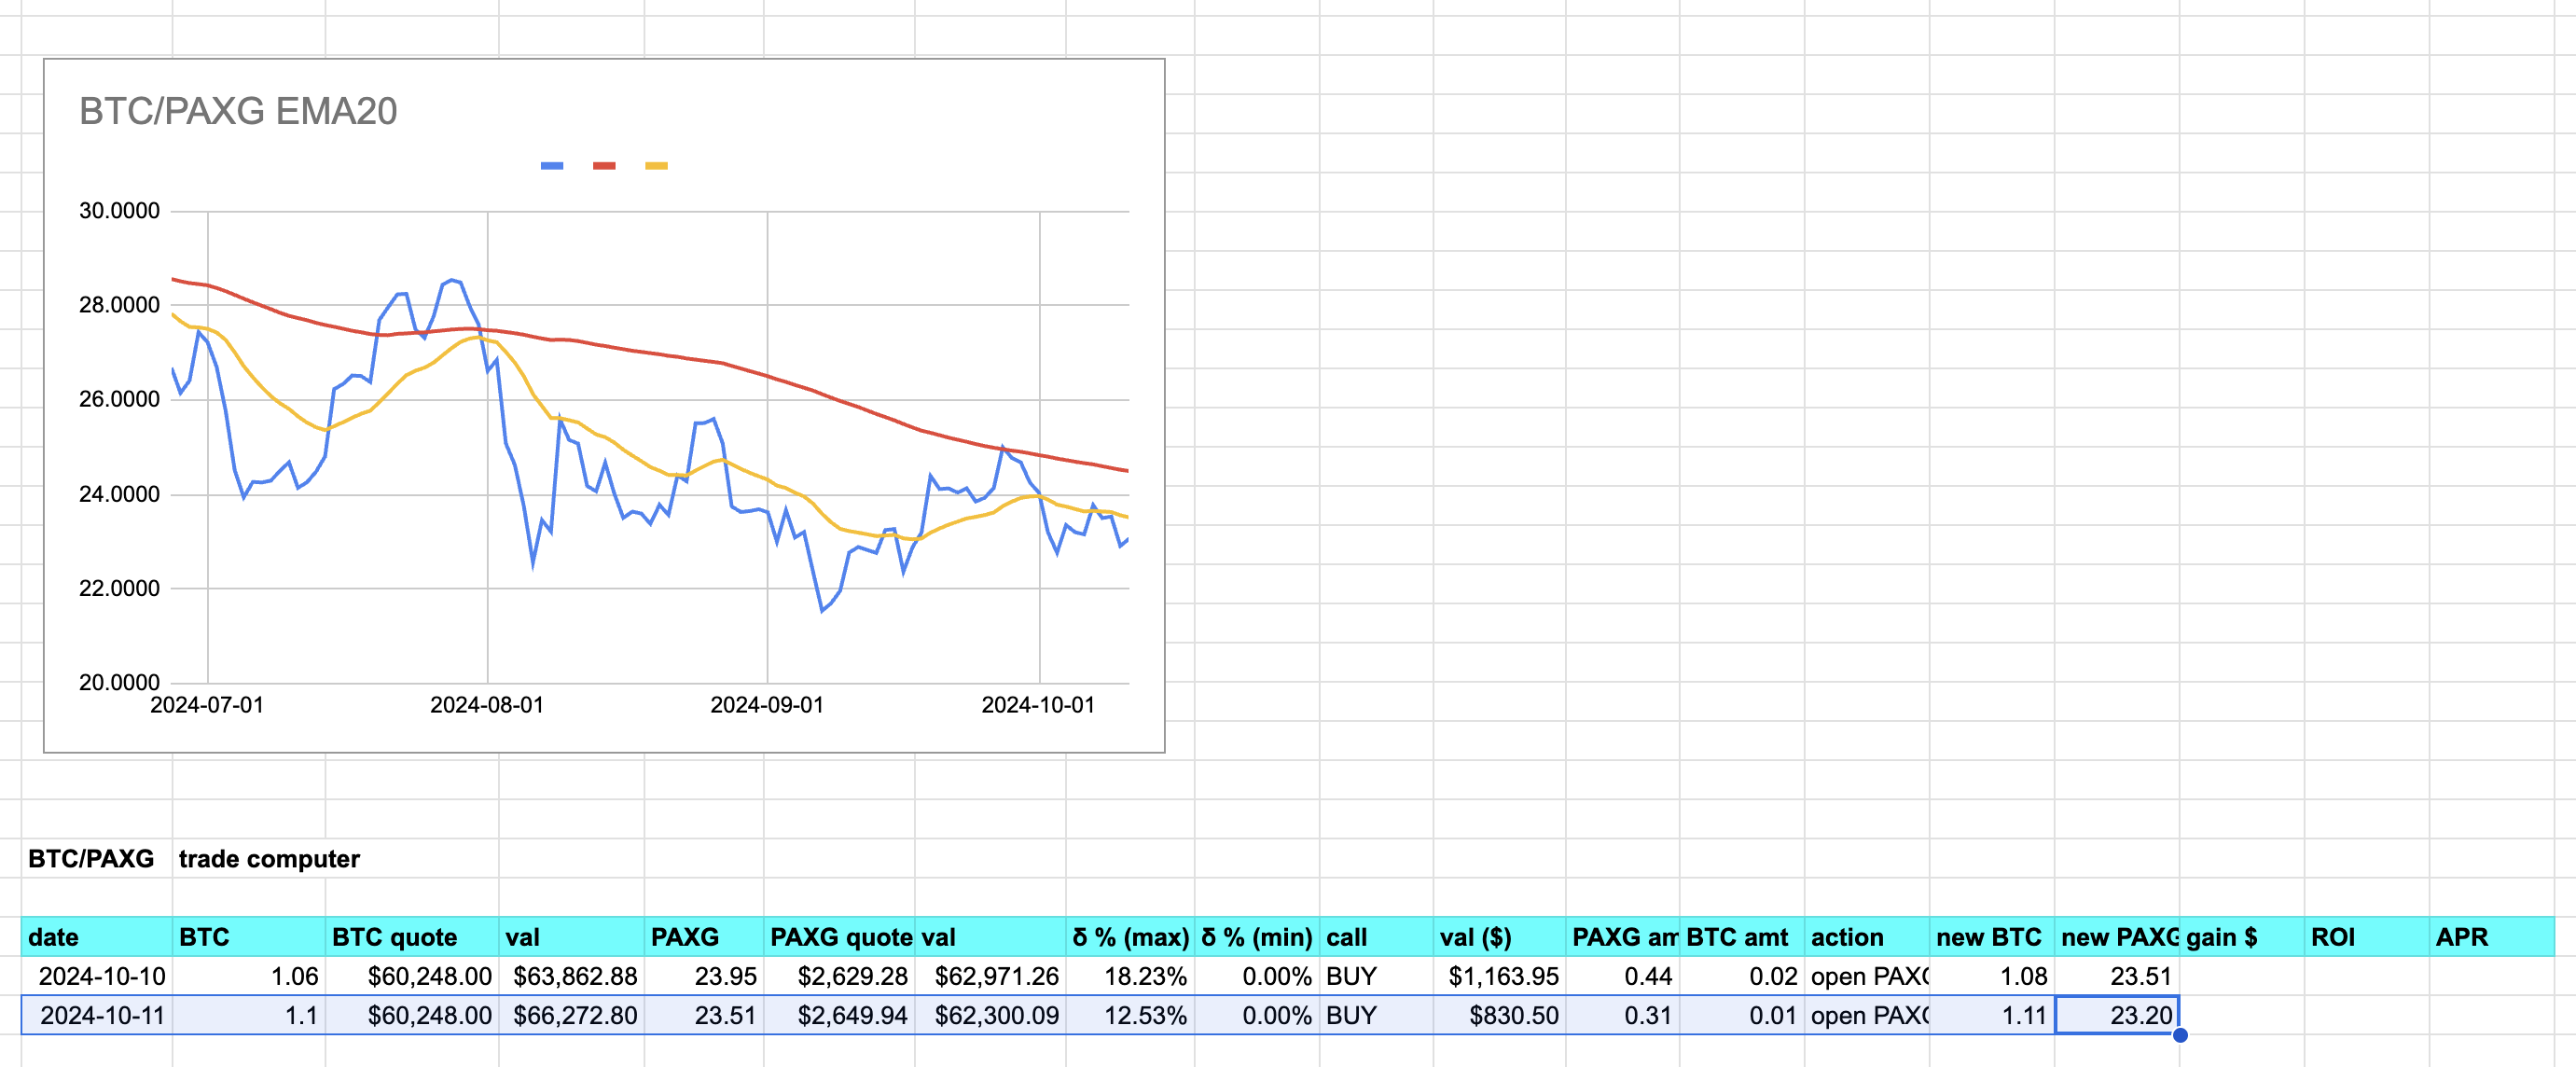 BTC/PAXG EMA20
30.0000
28.0000
26.0000
24.0000
22.0000
20.0000
2024-07-01 2024-08-01 2024-09-01 2024-10-01
BTC/PAXG trade computer
date BTC BTC quote val PAXG PAXG quote val δ % (max) δ % (min) call val ($) PAXG am BTC amt action new BTC new PAXG gain $ ROI APR
2024-10-10 1.06 $60,248.00 $63,862.88 23.95 $2,629.28 $62,971.26 18.23% 0.00% BUY $1,163.95 0.44 0.02 open PAXG 1.08 23.51
2024-10-11 1.1 $60,248.00 $66,272.80 23.51 $2,649.94 $62,300.09 12.53% 0.00% BUY $830.50 0.31 0.01 open PAXG 1.11 23.20